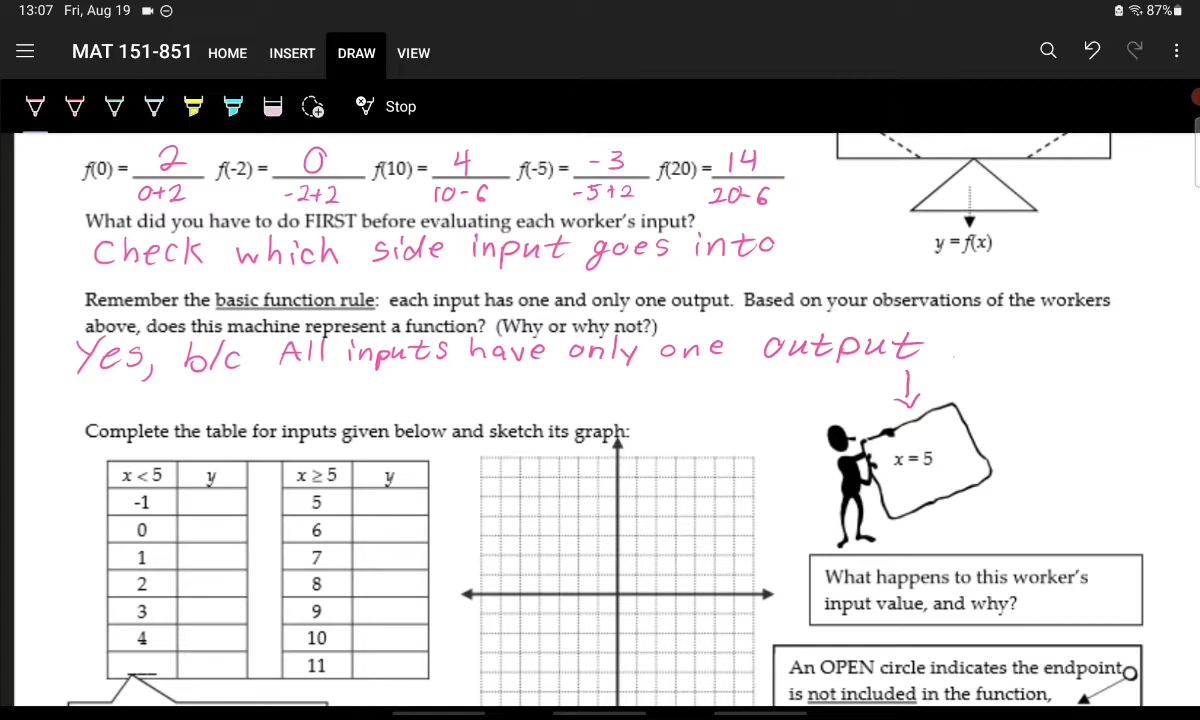 13:07 Fri, Aug 19 87%
MAT 151-851 HOME INSERT DRAW VIEW
Stop
f(0) = 2 f(-2) = 0 f(10) = 4 f(-5) = -3 f(20) = 14
0+2 -2+2 10-6 -5+2 20-6
What did you have to do FIRST before evaluating each worker's input?
Check which side input goes into
y = f(x)
Remember the basic function rule: each input has one and only one output. Based on your observations of the workers
above, does this machine represent a function? (Why or why not?)
Yes, b/c All inputs have only one output
Complete the table for inputs given below and sketch its graph:
x < 5 y x ≥ 5 y
-1 5
0 6
1 7
2 8
3 9
4 10
11
x = 5
What happens to this worker's
input value, and why?
An OPEN circle indicates the endpoint
is not included in the function,